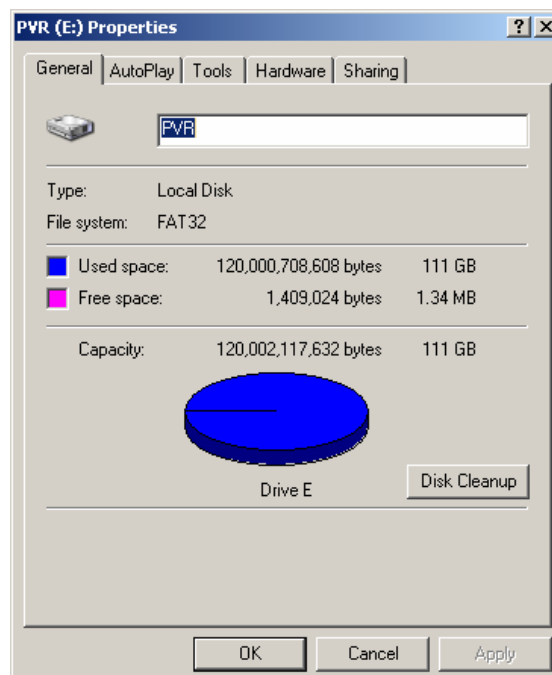 PVR (E:) Properties
General AutoPlay Tools Hardware Sharing
PVR
Type: Local Disk
File system: FAT32
Used space: 120,000,708,608 bytes 111 GB
Free space: 1,409,024 bytes 1.34 MB
Capacity: 120,002,117,632 bytes 111 GB
Drive E
Disk Cleanup
OK Cancel Apply